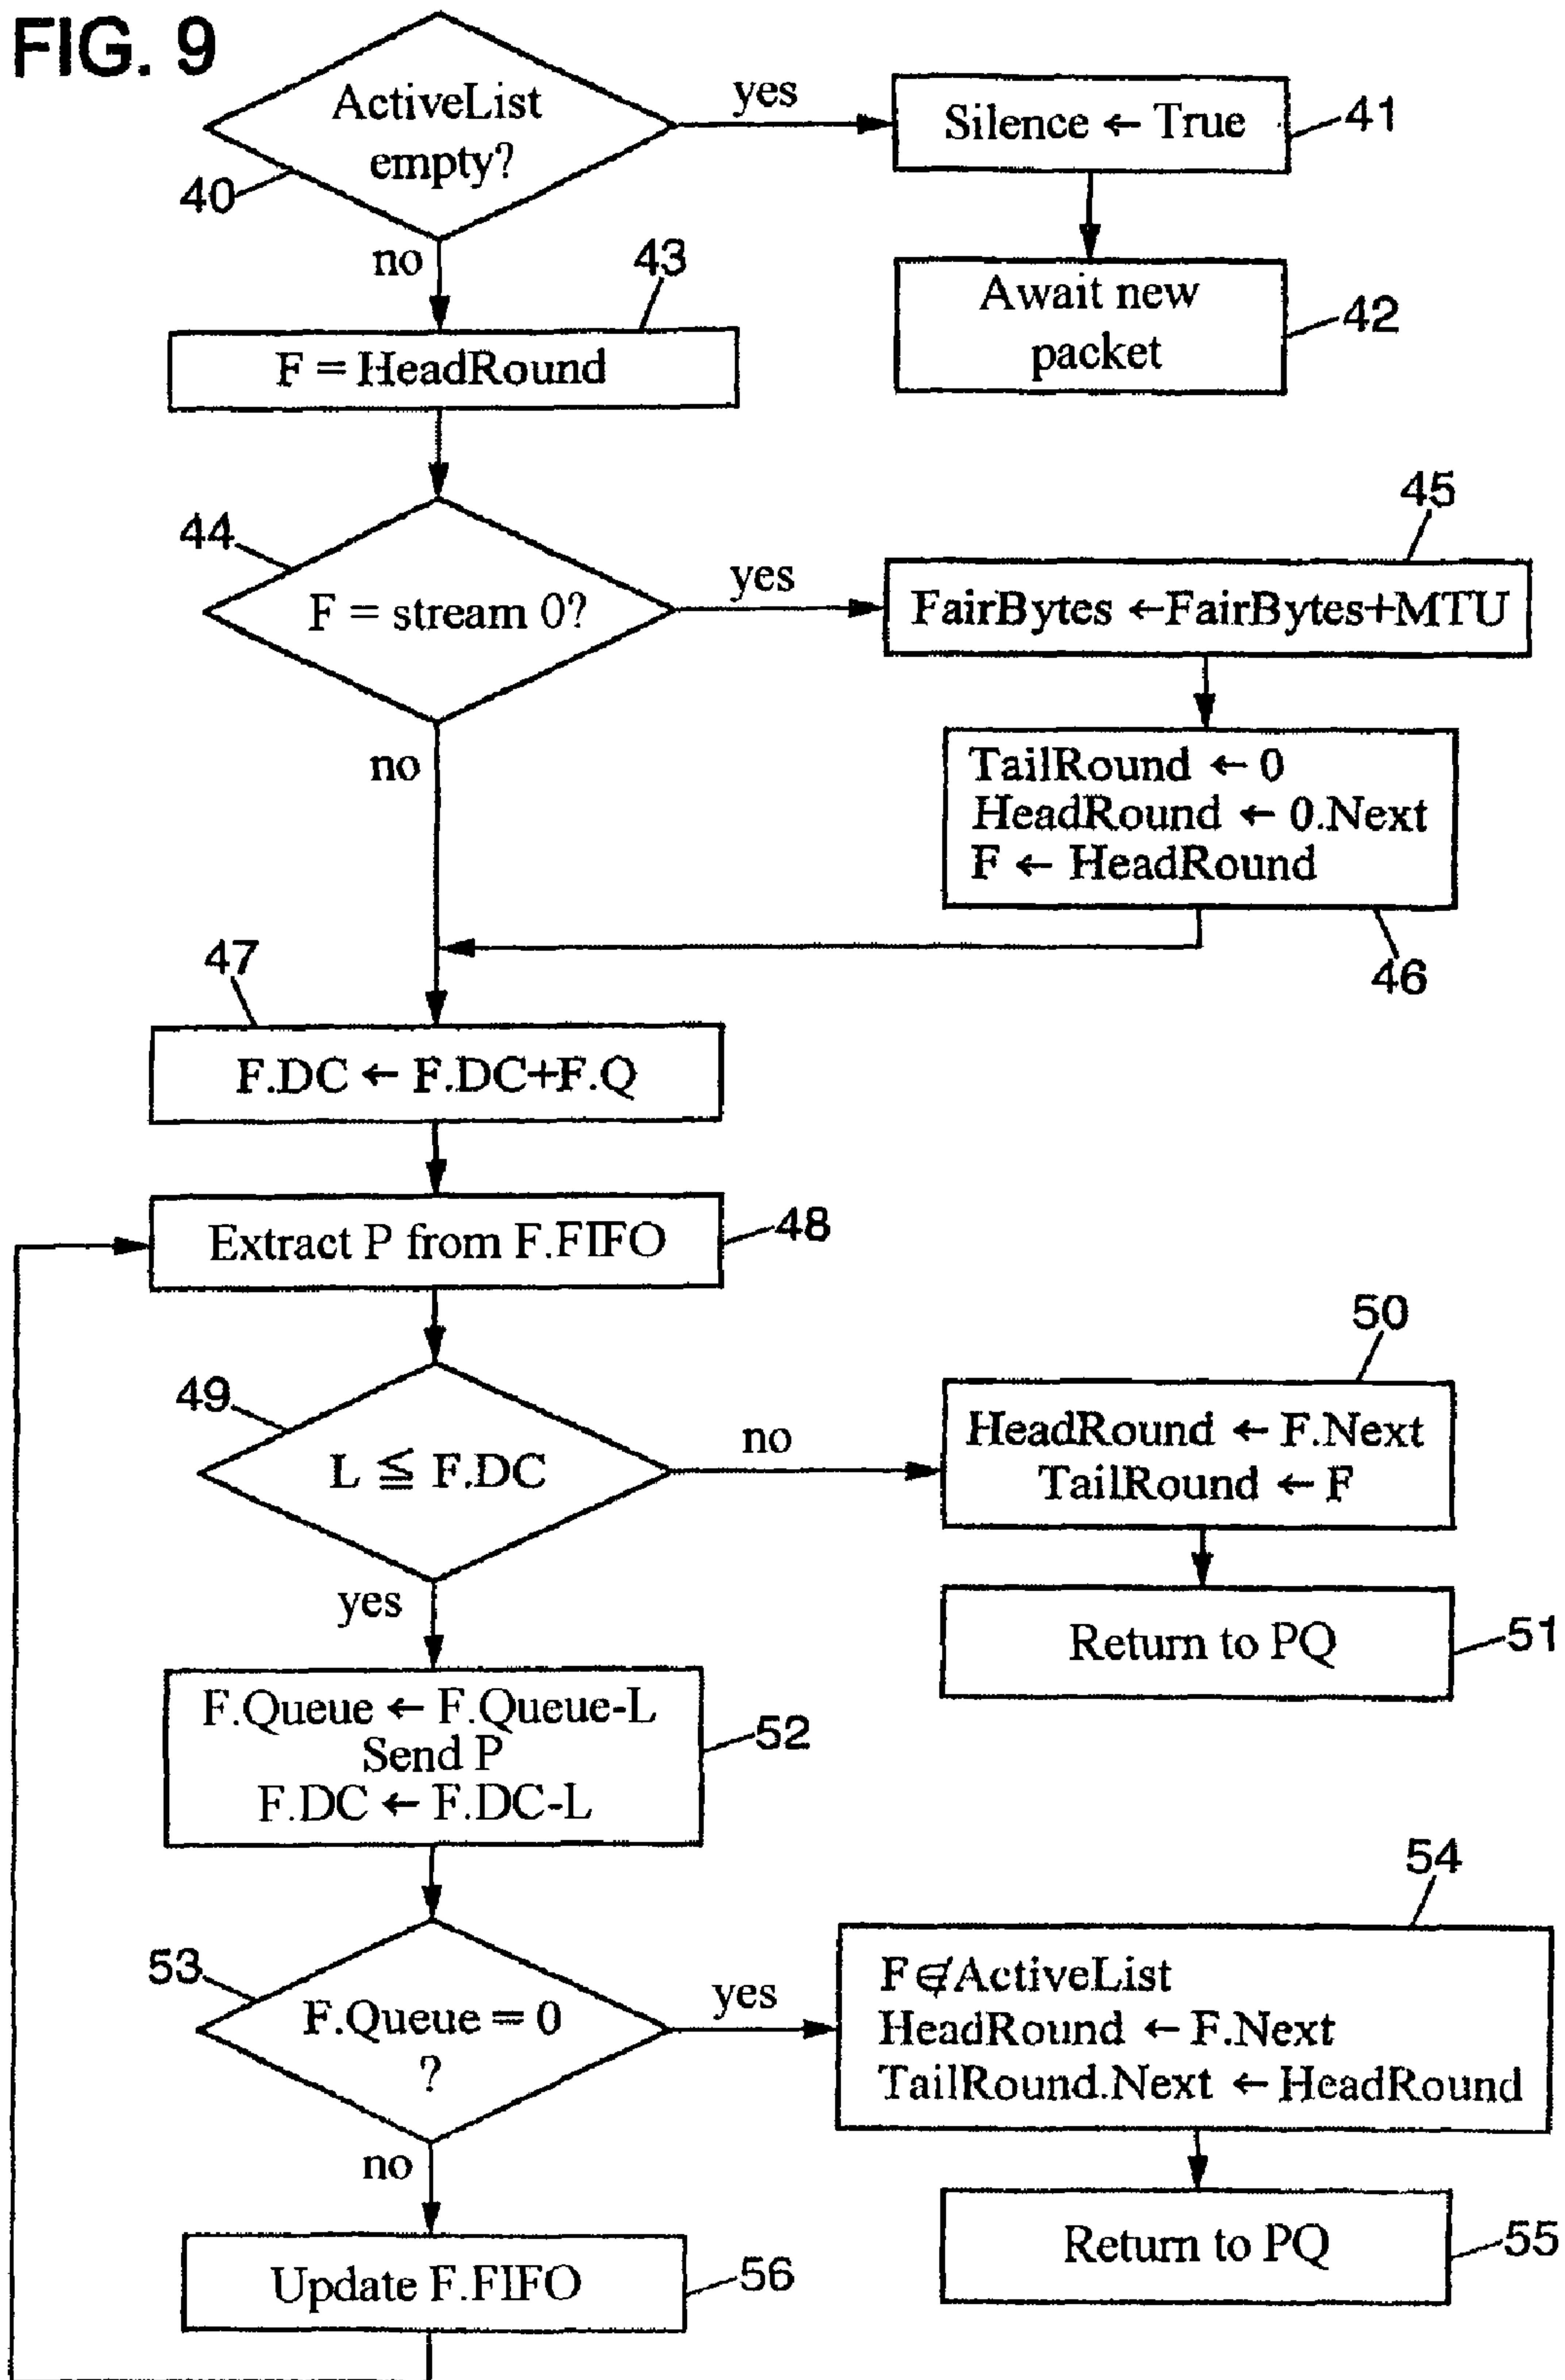 FIG. 9
ActiveList
empty?
40
yes
Silence ← True
41
Await new
packet
42
no
43
F = HeadRound
44
F = stream 0?
yes
45
FairBytes ←FairBytes+MTU
TailRound ← 0
HeadRound ← 0.Next
F ← HeadRound
46
no
47
F.DC ← F.DC+F.Q
Extract P from F.FIFO
48
49
L ≦ F.DC
no
50
HeadRound ← F.Next
TailRound ← F
Return to PQ
51
yes
F.Queue ← F.Queue-L
Send P
F.DC ← F.DC-L
52
53
F.Queue = 0
?
yes
54
F∉ActiveList
HeadRound ← F.Next
TailRound.Next ← HeadRound
Return to PQ
55
no
Update F.FIFO
56